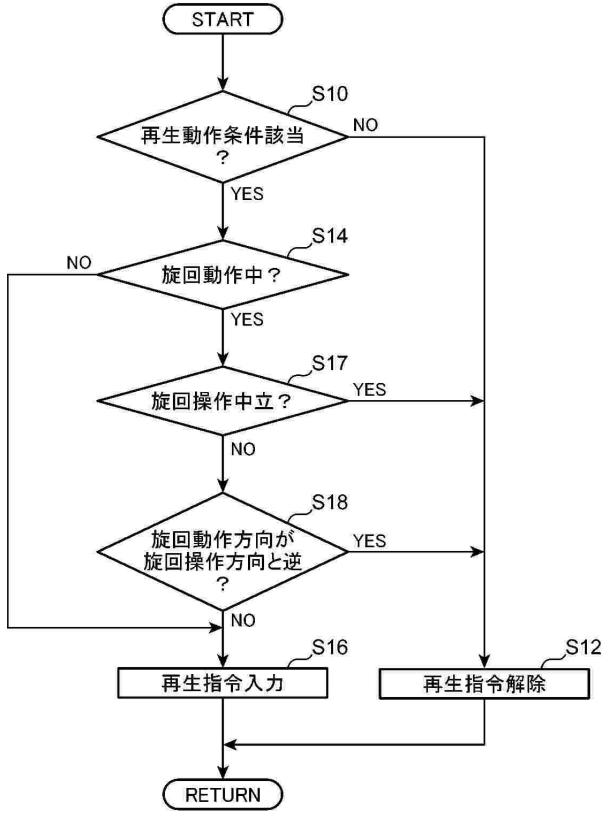 START
S10
再生動作条件該当
？
NO
YES
S14
NO
旋回動作中？
YES
S17
旋回操作中立？
YES
NO
S18
旋回動作方向が
旋回操作方向と逆
？
YES
NO
S16
再生指令入力
S12
再生指令解除
RETURN